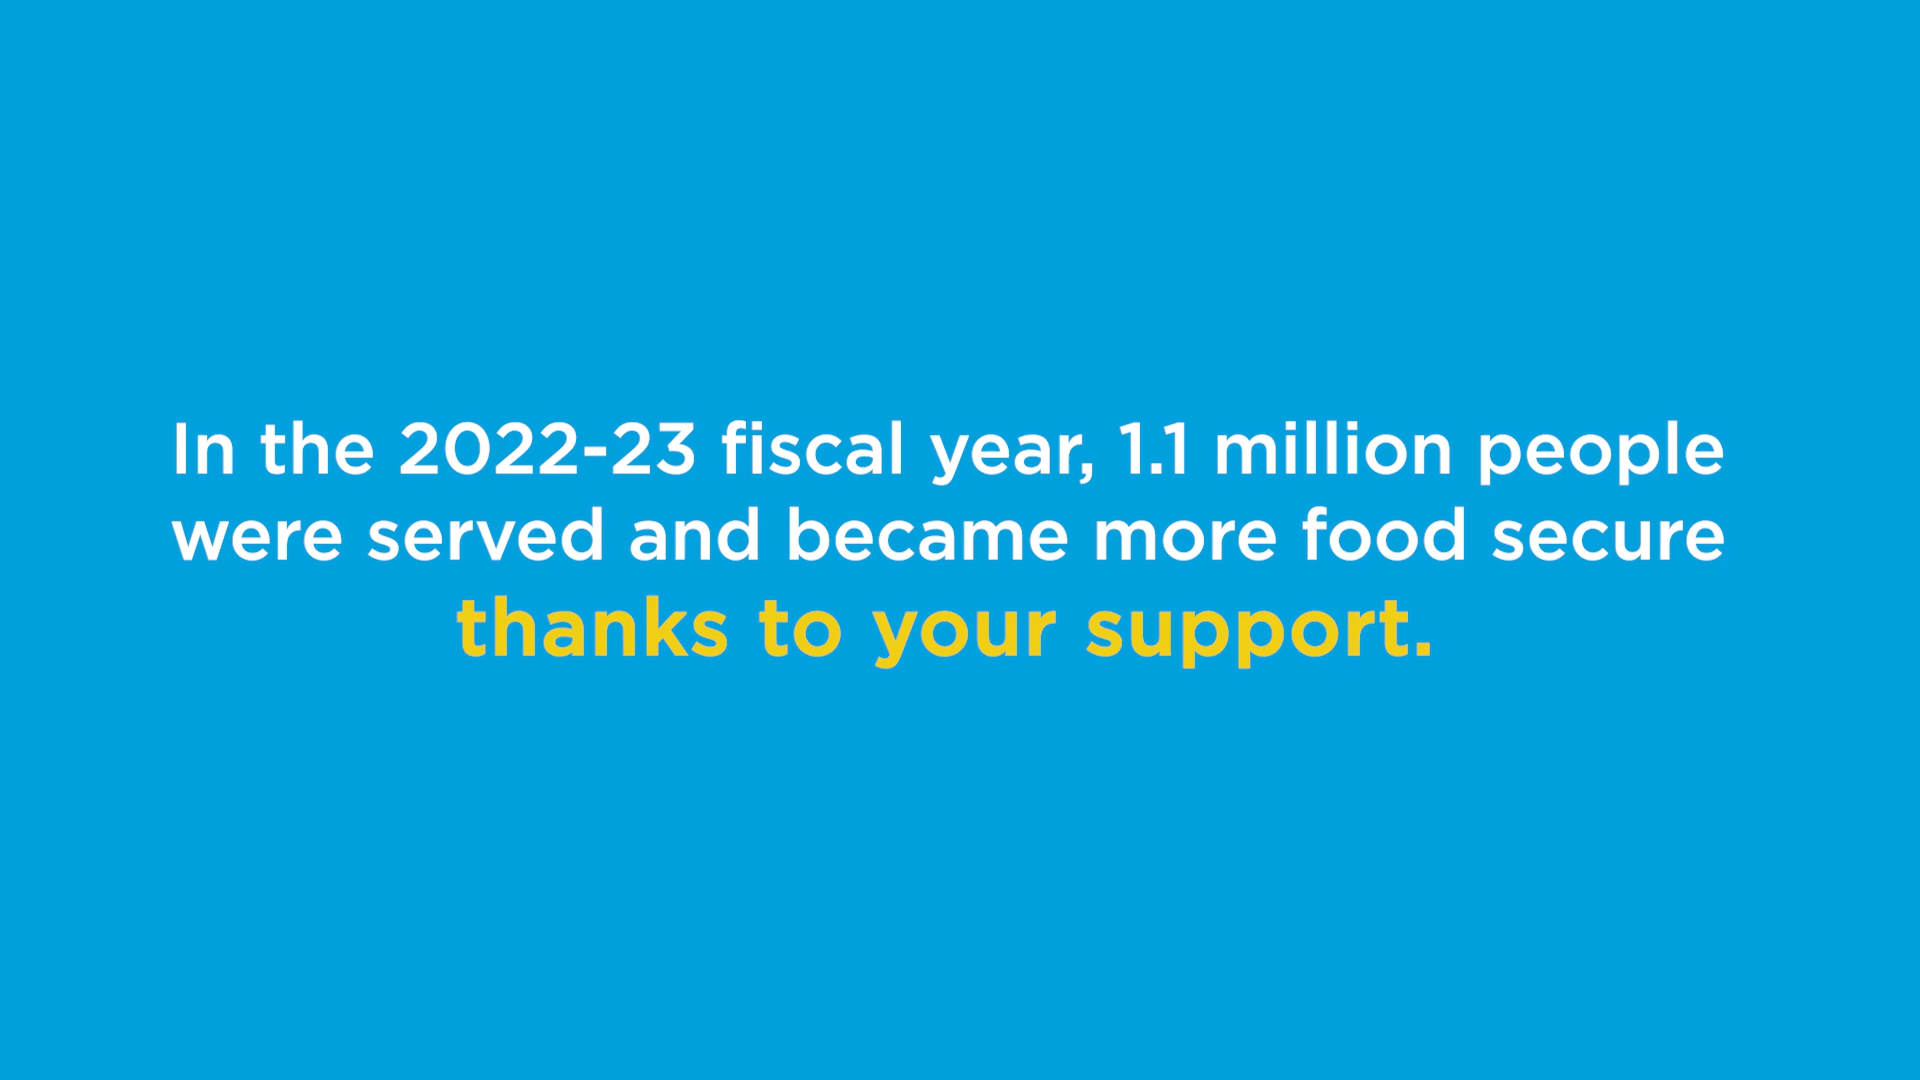 In the 2022-23 fiscal year, 1.1 million people
were served and became more food secure
thanks to your support.